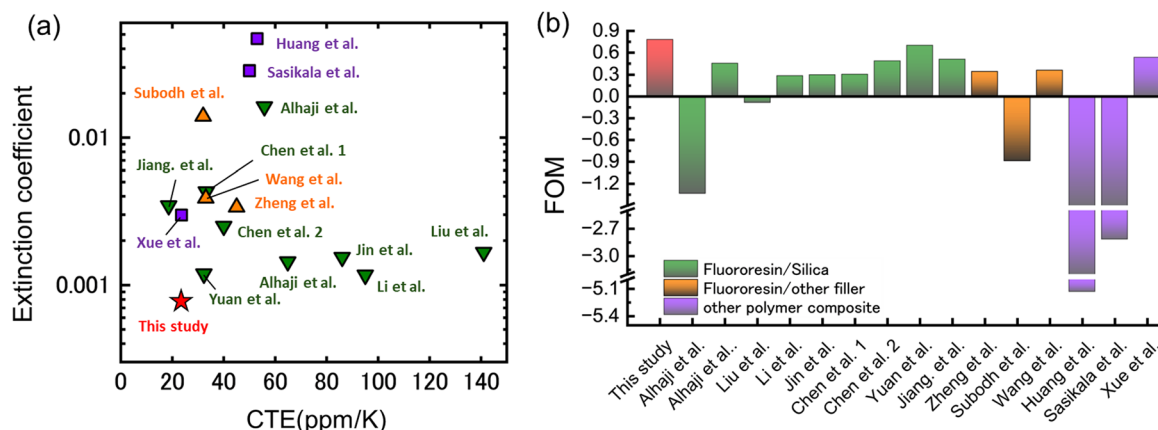 (a)
Extinction coefficient
0.01
0.001
Huang et al.
Sasikala et al.
Subodh et al.
Alhaji et al.
Jiang. et al.
Chen et al. 1
Wang et al.
Zheng et al.
Xue et al.
Chen et al. 2
Liu et al.
Jin et al.
Alhaji et al.
Li et al.
Yuan et al.
This study
0 20 40 60 80 100 120 140
CTE(ppm/K)
(b)
FOM
0.9
0.6
0.3
0.0
−0.3
−0.6
−0.9
−1.2
−2.7
−3.0
−5.1
−5.4
Fluororesin/Silica
Fluororesin/other filler
other polymer composite
This study
Alhaji et al.
Alhaji et al..
Liu et al.
Li et al.
Jin et al.
Chen et al. 1
Chen et al. 2
Yuan et al.
Jiang. et al.
Zheng et al.
Subodh et al.
Wang et al.
Huang et al.
Sasikala et al.
Xue et al.